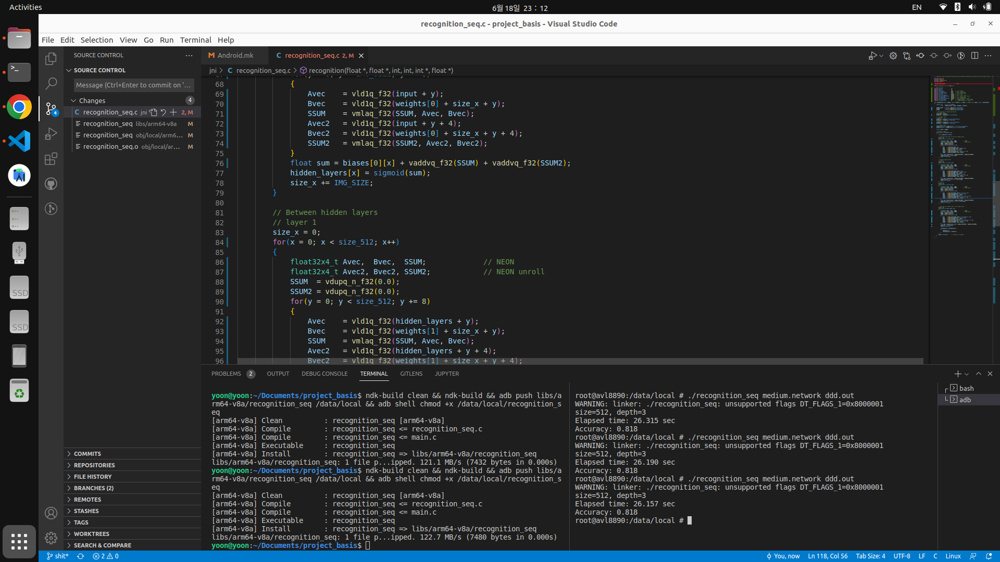 Activities
6월 18일 23 : 12
EN
recognition_seq.c - project_basis - Visual Studio Code
File Edit Selection View Go Run Terminal Help
SOURCE CONTROL
SOURCE CONTROL
Message (Ctrl+Enter to commit on '...
Changes 4
C recognition_seq.c jni 2, M
recognition_seq libs/arm64-v8a M
recognition_seq obj/local/arm6... M
recognition_seq.o obj/local/ar... M
4
COMMITS
REPOSITORIES
FILE HISTORY
BRANCHES (2)
REMOTES
STASHES
TAGS
WORKTREES
SEARCH & COMPARE
SSD
SSD
M Android.mk
C recognition_seq.c 2, M
jni > C recognition_seq.c > recognition(float *, float *, int, int, int *, float *)
68 {
69 Avec = vld1q_f32(input + y);
70 Bvec = vld1q_f32(weights[0] + size_x + y);
71 SSUM = vmlaq_f32(SSUM, Avec, Bvec);
72 Avec2 = vld1q_f32(input + y + 4);
73 Bvec2 = vld1q_f32(weights[0] + size_x + y + 4);
74 SSUM2 = vmlaq_f32(SSUM2, Avec2, Bvec2);
75 }
76 float sum = biases[0][x] + vaddvq_f32(SSUM) + vaddvq_f32(SSUM2);
77 hidden_layers[x] = sigmoid(sum);
78 size_x += IMG_SIZE;
79 }
80
81 // Between hidden layers
82 // layer 1
83 size_x = 0;
84 for(x = 0; x < size_512; x++)
85 {
86 float32x4_t Avec, Bvec, SSUM; // NEON
87 float32x4_t Avec2, Bvec2, SSUM2; // NEON unroll
88 SSUM = vdupq_n_f32(0.0);
89 SSUM2 = vdupq_n_f32(0.0);
90 for(y = 0; y < size_512; y += 8)
91 {
92 Avec = vld1q_f32(hidden_layers + y);
93 Bvec = vld1q_f32(weights[1] + size_x + y);
94 SSUM = vmlaq_f32(SSUM, Avec, Bvec);
95 Avec2 = vld1q_f32(hidden_layers + y + 4);
96 Bvec2 = vld1q_f32(weights[1] + size_x + y + 4);
PROBLEMS 2 OUTPUT DEBUG CONSOLE TERMINAL GITLENS JUPYTER
yoon@yoon:~/Documents/project_basis$ ndk-build clean && ndk-build && adb push libs/a
rm64-v8a/recognition_seq /data/local && adb shell chmod +x /data/local/recognition_s
eq
[arm64-v8a] Clean : recognition_seq [arm64-v8a]
[arm64-v8a] Compile : recognition_seq <= recognition_seq.c
[arm64-v8a] Compile : recognition_seq <= main.c
[arm64-v8a] Executable : recognition_seq
[arm64-v8a] Install : recognition_seq => libs/arm64-v8a/recognition_seq
libs/arm64-v8a/recognition_seq: 1 file p...ipped. 121.1 MB/s (7432 bytes in 0.000s)
yoon@yoon:~/Documents/project_basis$ ndk-build clean && ndk-build && adb push libs/a
rm64-v8a/recognition_seq /data/local && adb shell chmod +x /data/local/recognition_s
eq
[arm64-v8a] Clean : recognition_seq [arm64-v8a]
[arm64-v8a] Compile : recognition_seq <= recognition_seq.c
[arm64-v8a] Compile : recognition_seq <= main.c
[arm64-v8a] Executable : recognition_seq
[arm64-v8a] Install : recognition_seq => libs/arm64-v8a/recognition_seq
libs/arm64-v8a/recognition_seq: 1 file p...ipped. 122.7 MB/s (7480 bytes in 0.000s)
yoon@yoon:~/Documents/project_basis$
root@avl8890:/data/local # ./recognition_seq medium.network ddd.out
WARNING: linker: ./recognition_seq: unsupported flags DT_FLAGS_1=0x8000001
size=512, depth=3
Elapsed time: 26.315 sec
Accuracy: 0.818
root@avl8890:/data/local # ./recognition_seq medium.network ddd.out
WARNING: linker: ./recognition_seq: unsupported flags DT_FLAGS_1=0x8000001
size=512, depth=3
Elapsed time: 26.190 sec
Accuracy: 0.818
root@avl8890:/data/local # ./recognition_seq medium.network ddd.out
WARNING: linker: ./recognition_seq: unsupported flags DT_FLAGS_1=0x8000001
size=512, depth=3
Elapsed time: 26.157 sec
Accuracy: 0.818
root@avl8890:/data/local #
bash
adb
shit* 2 0
You, now Ln 118, Col 56 Tab Size: 4 UTF-8 LF C Linux